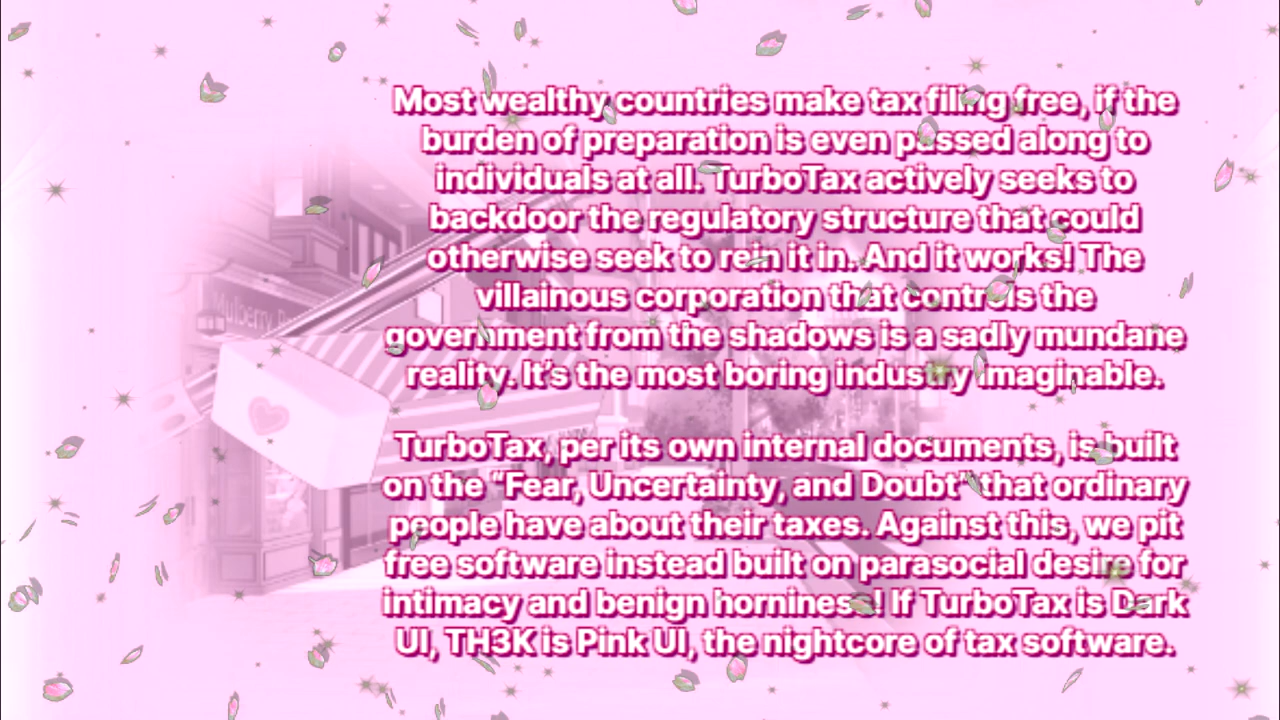 Most wealthy countries make tax filing free, if the
burden of preparation is even passed along to
individuals at all. TurboTax actively seeks to
backdoor the regulatory structure that could
otherwise seek to rein it in. And it works! The
villainous corporation that controls the
government from the shadows is a sadly mundane
reality. It's the most boring industry imaginable.
TurboTax, per its own internal documents, is built
on the "Fear, Uncertainty, and Doubt" that ordinary
people have about their taxes. Against this, we pit
free software instead built on parasocial desire for
intimacy and benign horniness! If TurboTax is Dark
UI, TH3K is Pink UI, the nightcore of tax software.
Mulberry